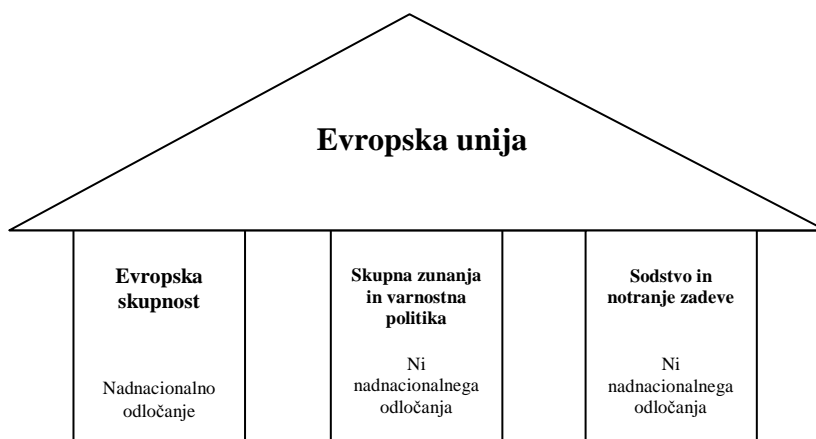 Evropska unija
Evropska
skupnost
Nadnacionalno
odločanje
Skupna zunanja
in varnostna
politika
Ni
nadnacionalnega
odločanja
Sodstvo in
notranje zadeve
Ni
nadnacionalnega
odločanja